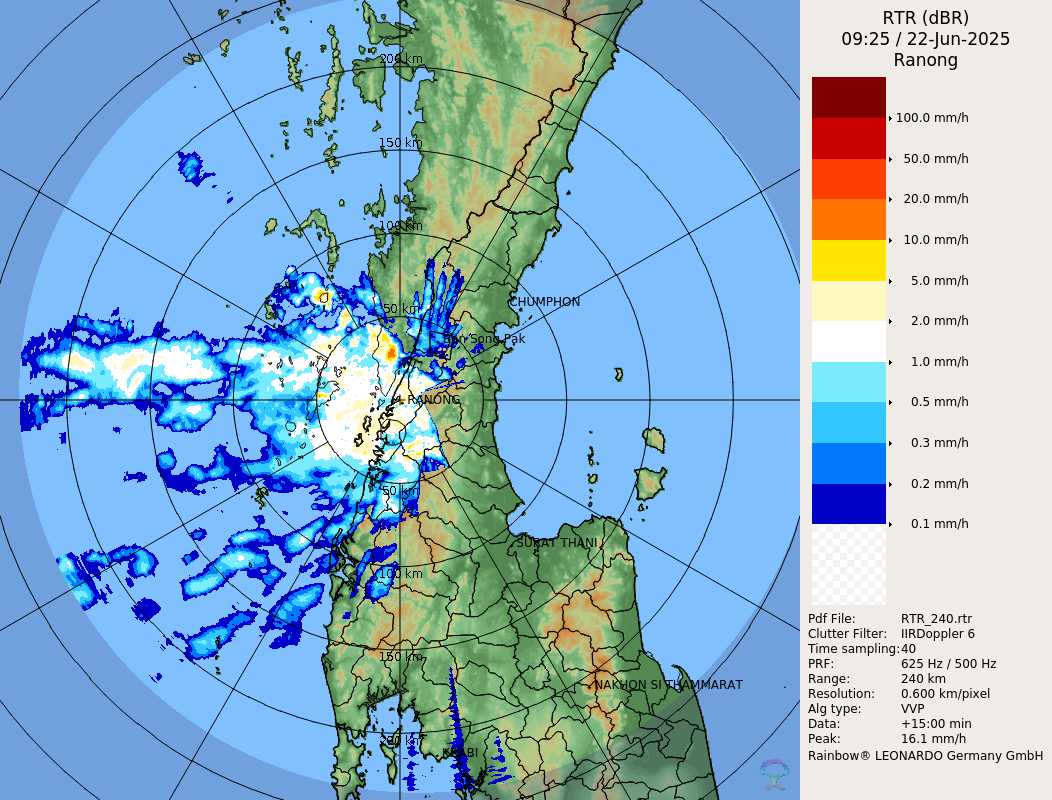 RTR (dBR)
09:25 / 22-Jun-2025
Ranong
100.0 mm/h
50.0 mm/h
20.0 mm/h
10.0 mm/h
5.0 mm/h
2.0 mm/h
1.0 mm/h
0.5 mm/h
0.3 mm/h
0.2 mm/h
0.1 mm/h
Pdf File: RTR_240.rtr
Clutter Filter: IIRDoppler 6
Time sampling:40
PRF: 625 Hz / 500 Hz
Range: 240 km
Resolution: 0.600 km/pixel
Alg type: VVP
Data: +15:00 min
Peak: 16.1 mm/h
Rainbow® LEONARDO Germany GmbH
200 km
150 km
100 km
50 km
CHUMPHON
Song Pak
RANONG
50 km
SURAT THANI
100 km
150 km
NAKHON SI THAMMARAT
200 km
KRABI